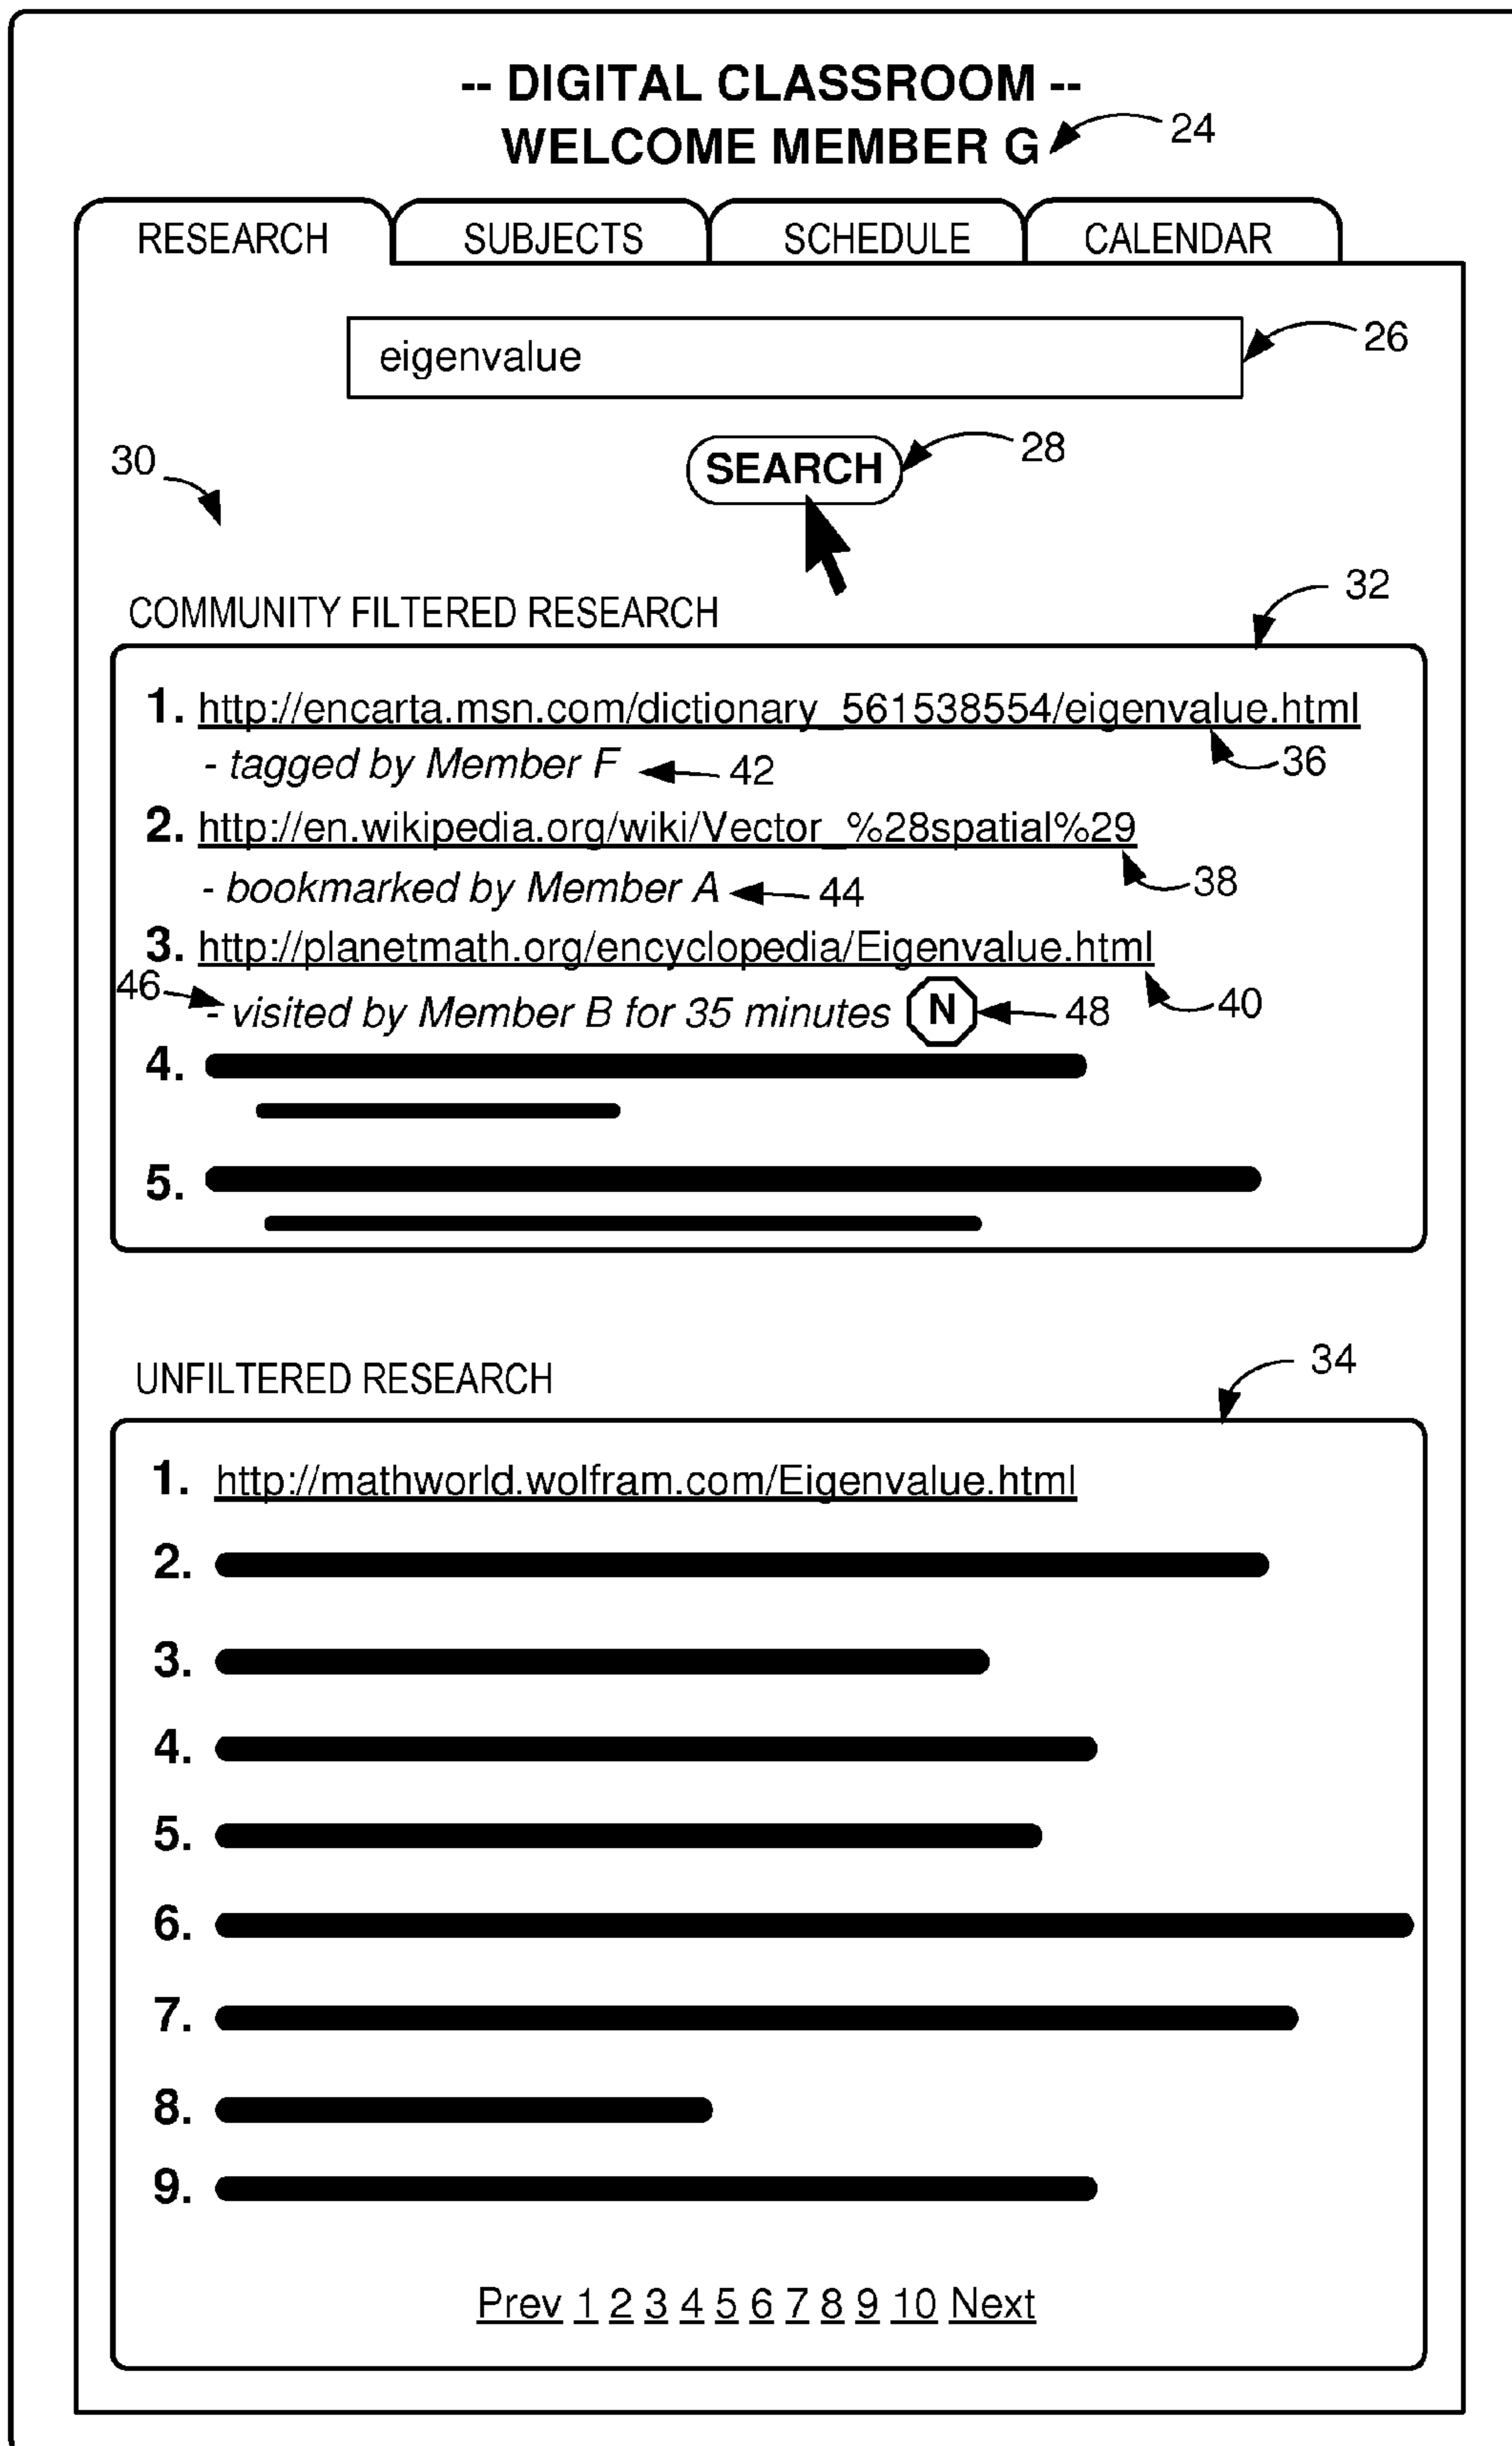 -- DIGITAL CLASSROOM --
WELCOME MEMBER G 24
RESEARCH SUBJECTS SCHEDULE CALENDAR
eigenvalue 26
SEARCH 28
30
COMMUNITY FILTERED RESEARCH 32
1. http://encarta.msn.com/dictionary_561538554/eigenvalue.html
- tagged by Member F 42 36
2. http://en.wikipedia.org/wiki/Vector_%28spatial%29
- bookmarked by Member A 44 38
3. http://planetmath.org/encyclopedia/Eigenvalue.html
46 - visited by Member B for 35 minutes N 48 40
4.
5.
UNFILTERED RESEARCH 34
1. http://mathworld.wolfram.com/Eigenvalue.html
2.
3.
4.
5.
6.
7.
8.
9.
Prev 1 2 3 4 5 6 7 8 9 10 Next